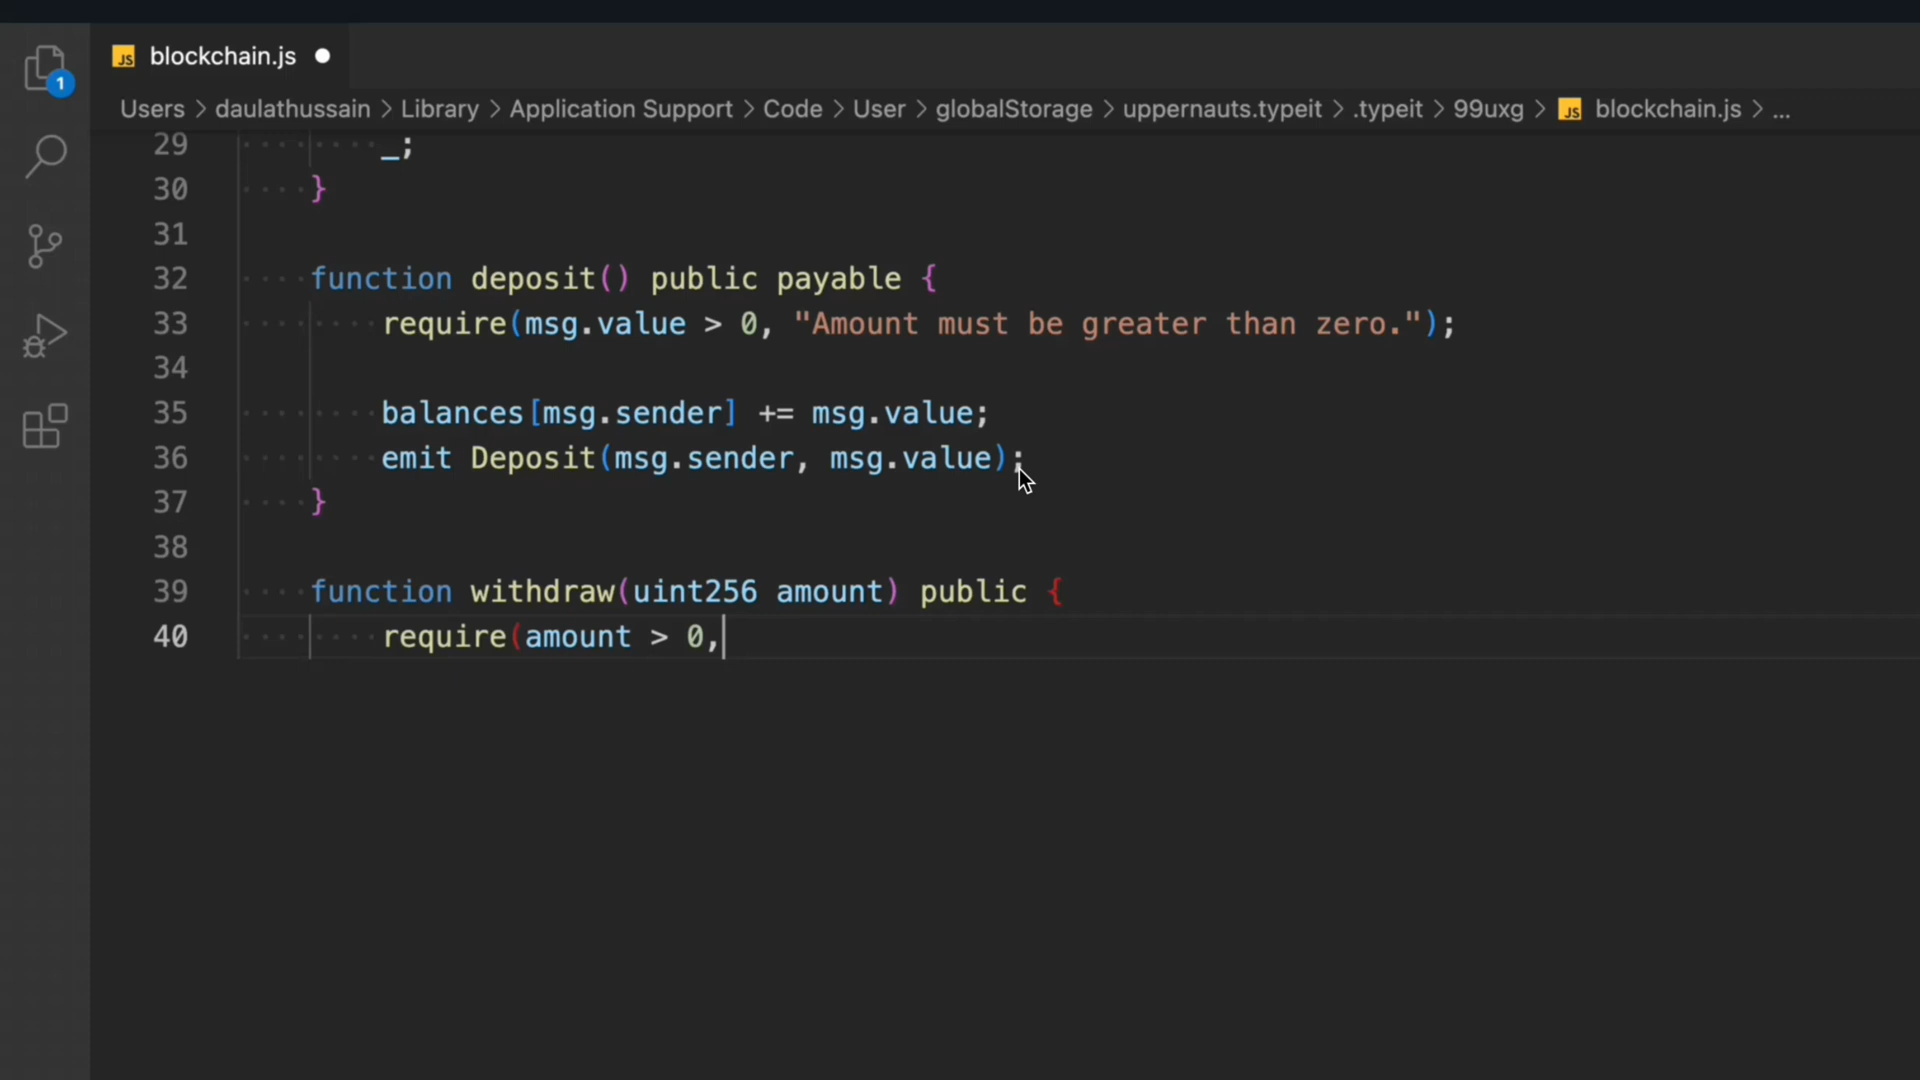 JS blockchain.js
1
Users > daulathussain > Library > Application Support > Code > User > globalStorage > uppernauts.typeit > .typeit > 99uxg > JS blockchain.js > ...
29 _;
30 }
31
32 function deposit() public payable {
33 require(msg.value > 0, "Amount must be greater than zero.");
34
35 balances[msg.sender] += msg.value;
36 emit Deposit(msg.sender, msg.value);
37 }
38
39 function withdraw(uint256 amount) public {
40 require(amount > 0,